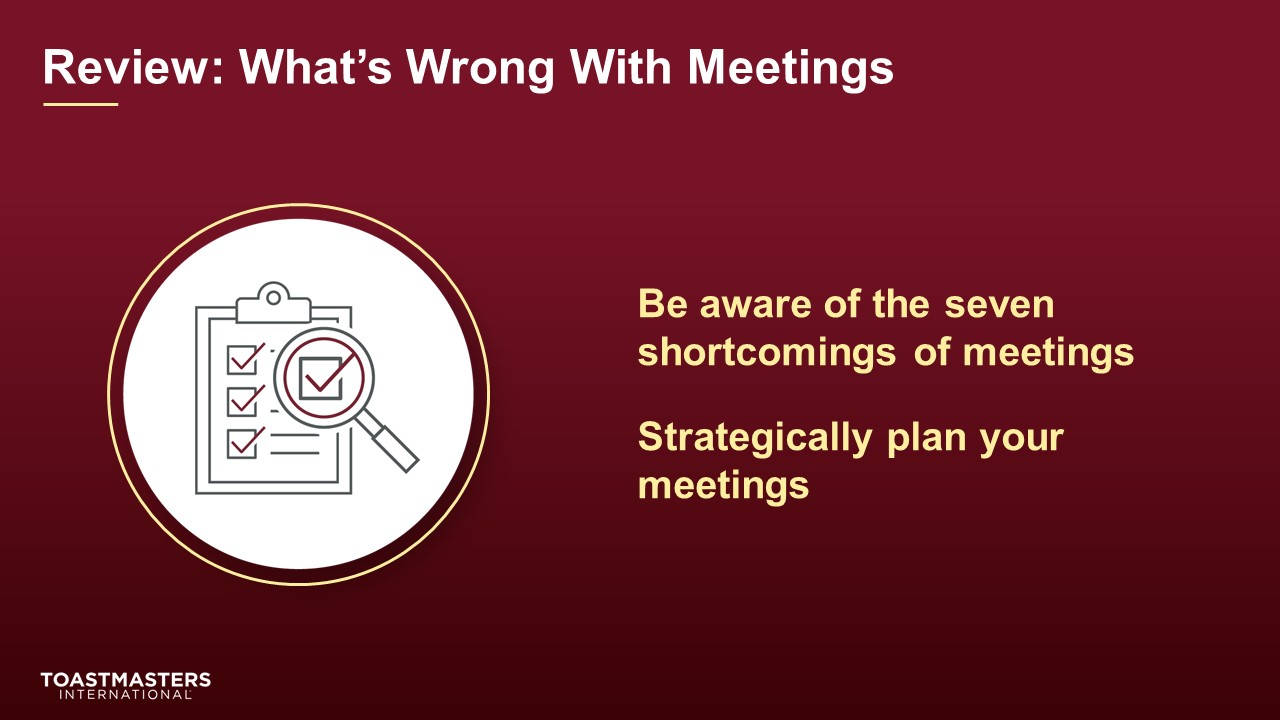 Review: What’s Wrong With Meetings
Be aware of the seven
shortcomings of meetings
Strategically plan your
meetings
TOASTMASTERS
INTERNATIONAL